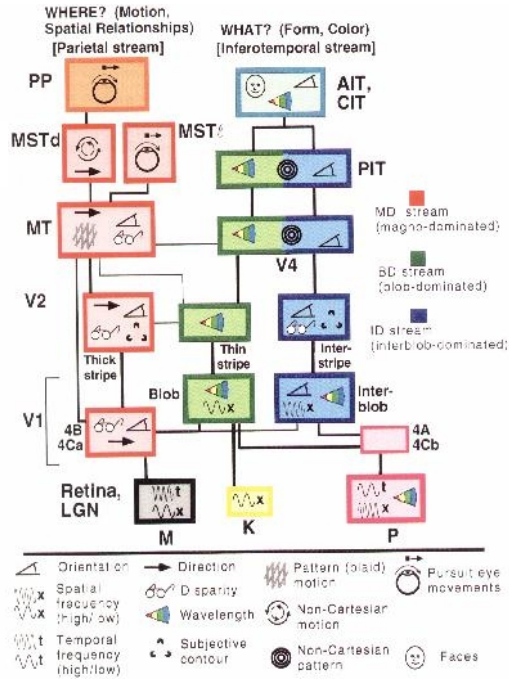 WHERE? (Motion,
Spatial Relationships)
[Parietal stream]
WHAT? (Form, Color)
[Inferotemporal stream]
PP
AIT,
CIT
MSTd
MSTℓ
PIT
MT
V4
MD stream
(magno-dominated)
BD stream
(blob-dominated)
ID stream
(interblob-dominated)
V2
Thick
stripe
Thin
stripe
Inter-
stripe
V1
Blob
Inter-
blob
4B
4Ca
4A
4Cb
Retina,
LGN
t
x
x
x
x
t
x
M
K
P
Orientation
Direction
Pattern (plaid)
motion
Pursuit eye
movements
x
x
Spatial
frequency
(high/low)
Disparity
Wavelength
Non-Cartesian
motion
t
t
Temporal
frequency
(high/low)
Subjective
contour
Non-Cartesian
pattern
Faces